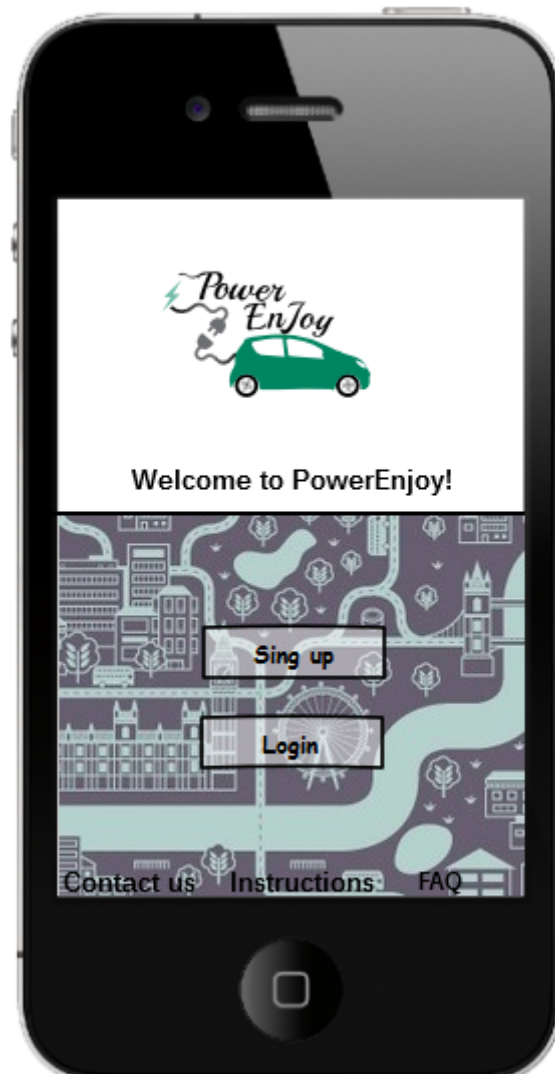 Power
EnJoy
Welcome to PowerEnjoy!
Sing up
Login
Contact us Instructions FAQ